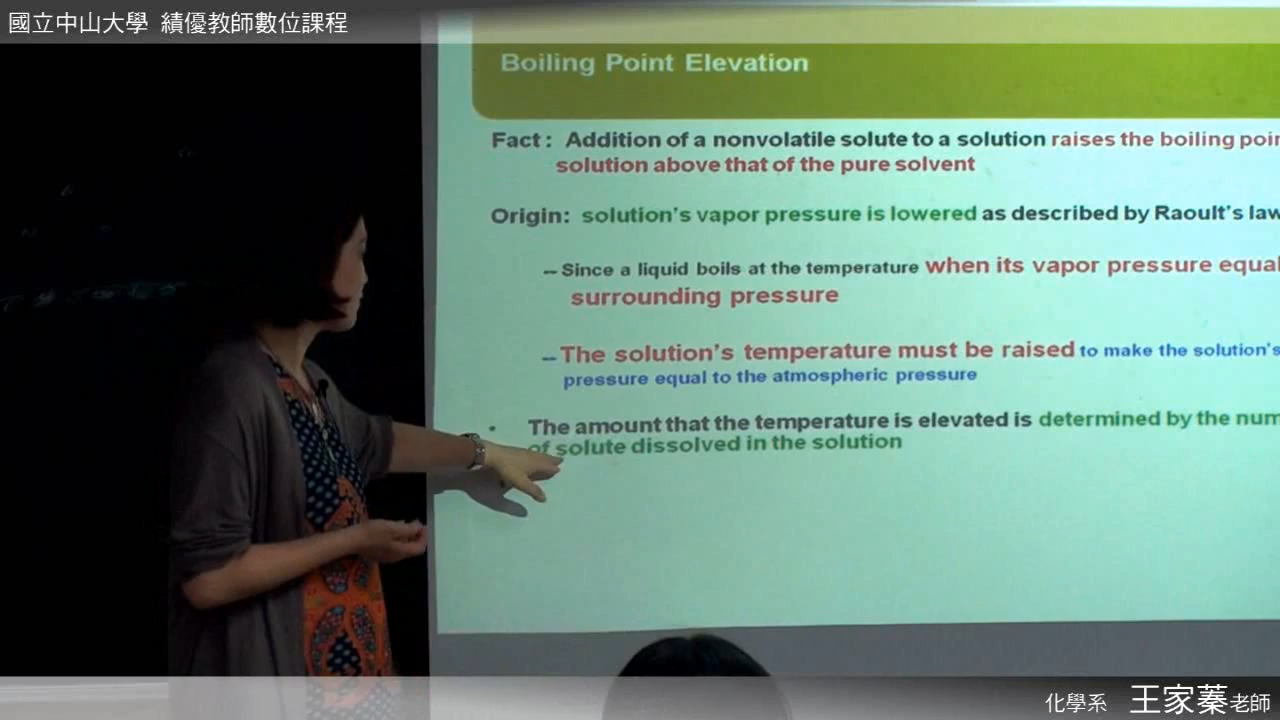 國立中山大學 績優教師數位課程
Boiling Point Elevation
Fact : Addition of a nonvolatile solute to a solution raises the boiling
solution above that of the pure solvent
Origin: solution's vapor pressure is lowered as described by Raoult's law
– Since a liquid boils at the temperature when its vapor pressure
surrounding pressure
– The solution's temperature must be raised to make the solution's
pressure equal to the atmospheric pressure
• The amount that the temperature is elevated is determined by the
of solute dissolved in the solution
化學系 王家蓁老師